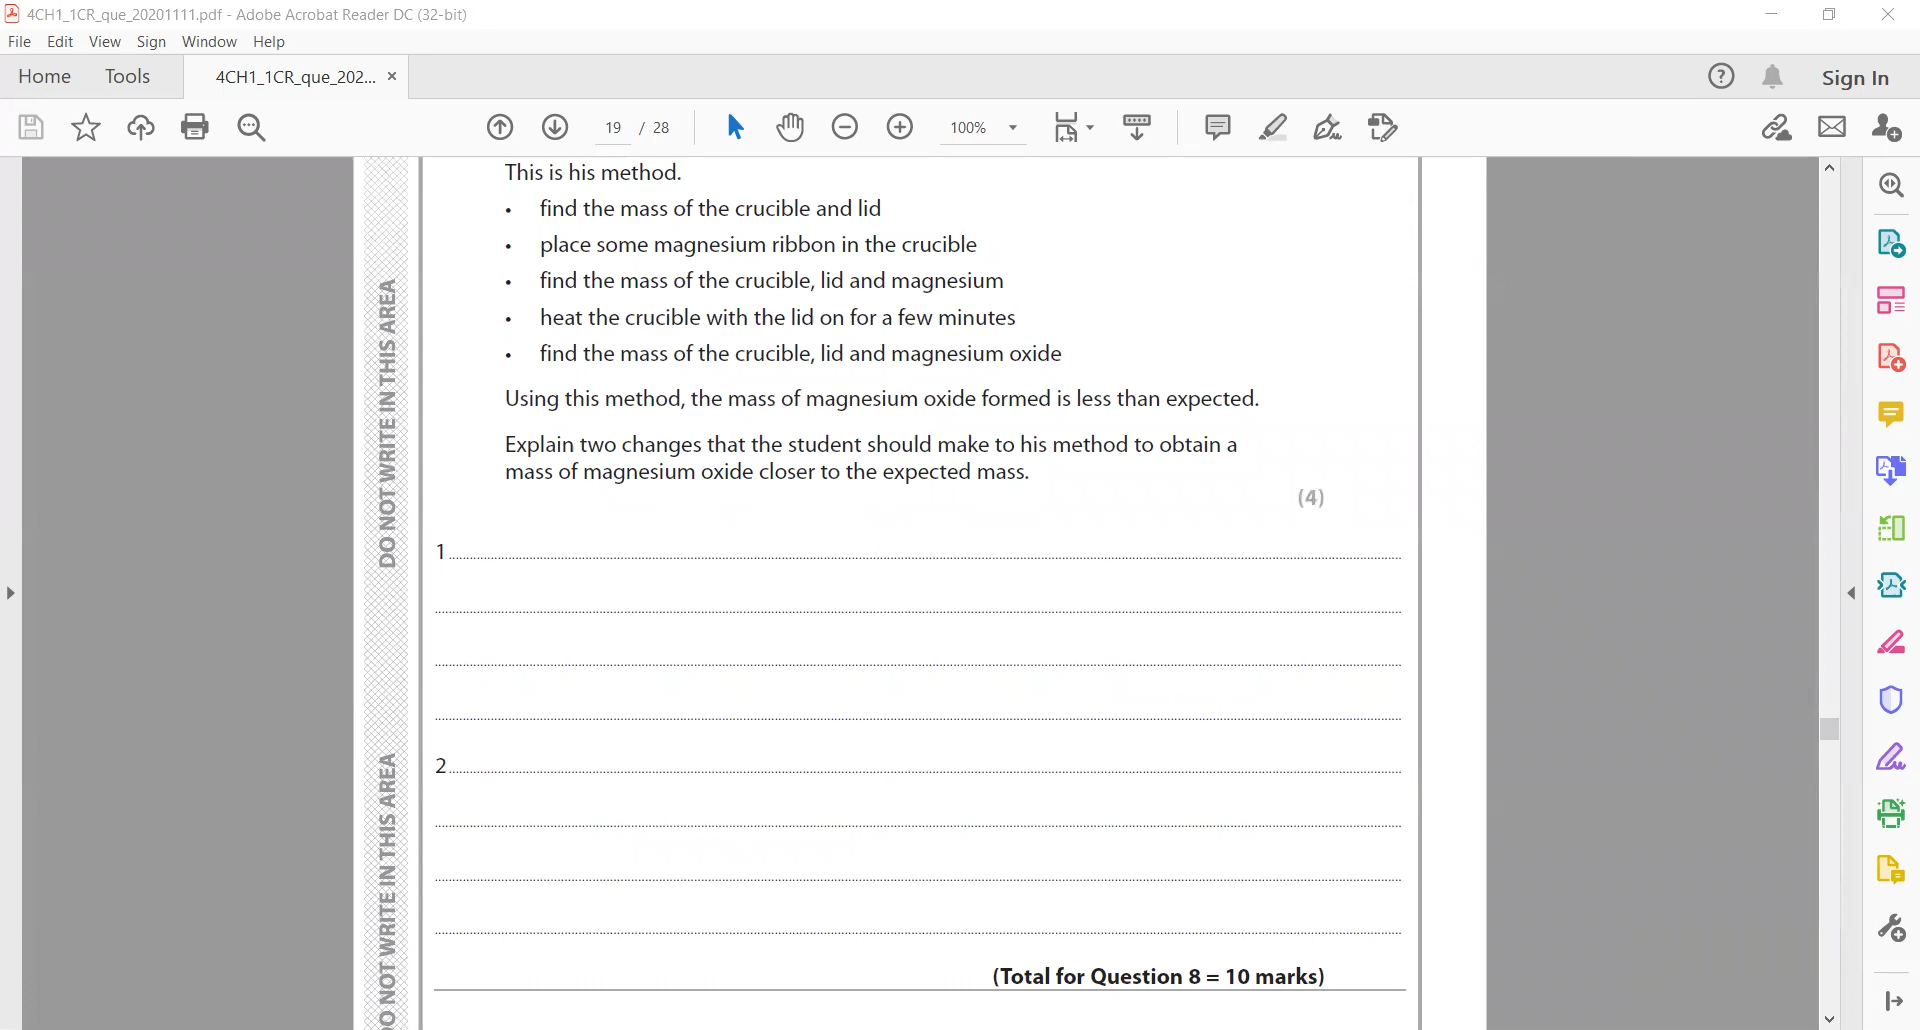 4CH1_1CR_que_20201111.pdf - Adobe Acrobat Reader DC (32-bit)
File Edit View Sign Window Help
Home Tools 4CH1_1CR_que_202... × Sign In
19 / 28 100%
This is his method.
• find the mass of the crucible and lid
• place some magnesium ribbon in the crucible
• find the mass of the crucible, lid and magnesium
• heat the crucible with the lid on for a few minutes
• find the mass of the crucible, lid and magnesium oxide
Using this method, the mass of magnesium oxide formed is less than expected.
Explain two changes that the student should make to his method to obtain a
mass of magnesium oxide closer to the expected mass.
(4)
1
2
(Total for Question 8 = 10 marks)
DO NOT WRITE IN THIS AREA
DO NOT WRITE IN THIS AREA